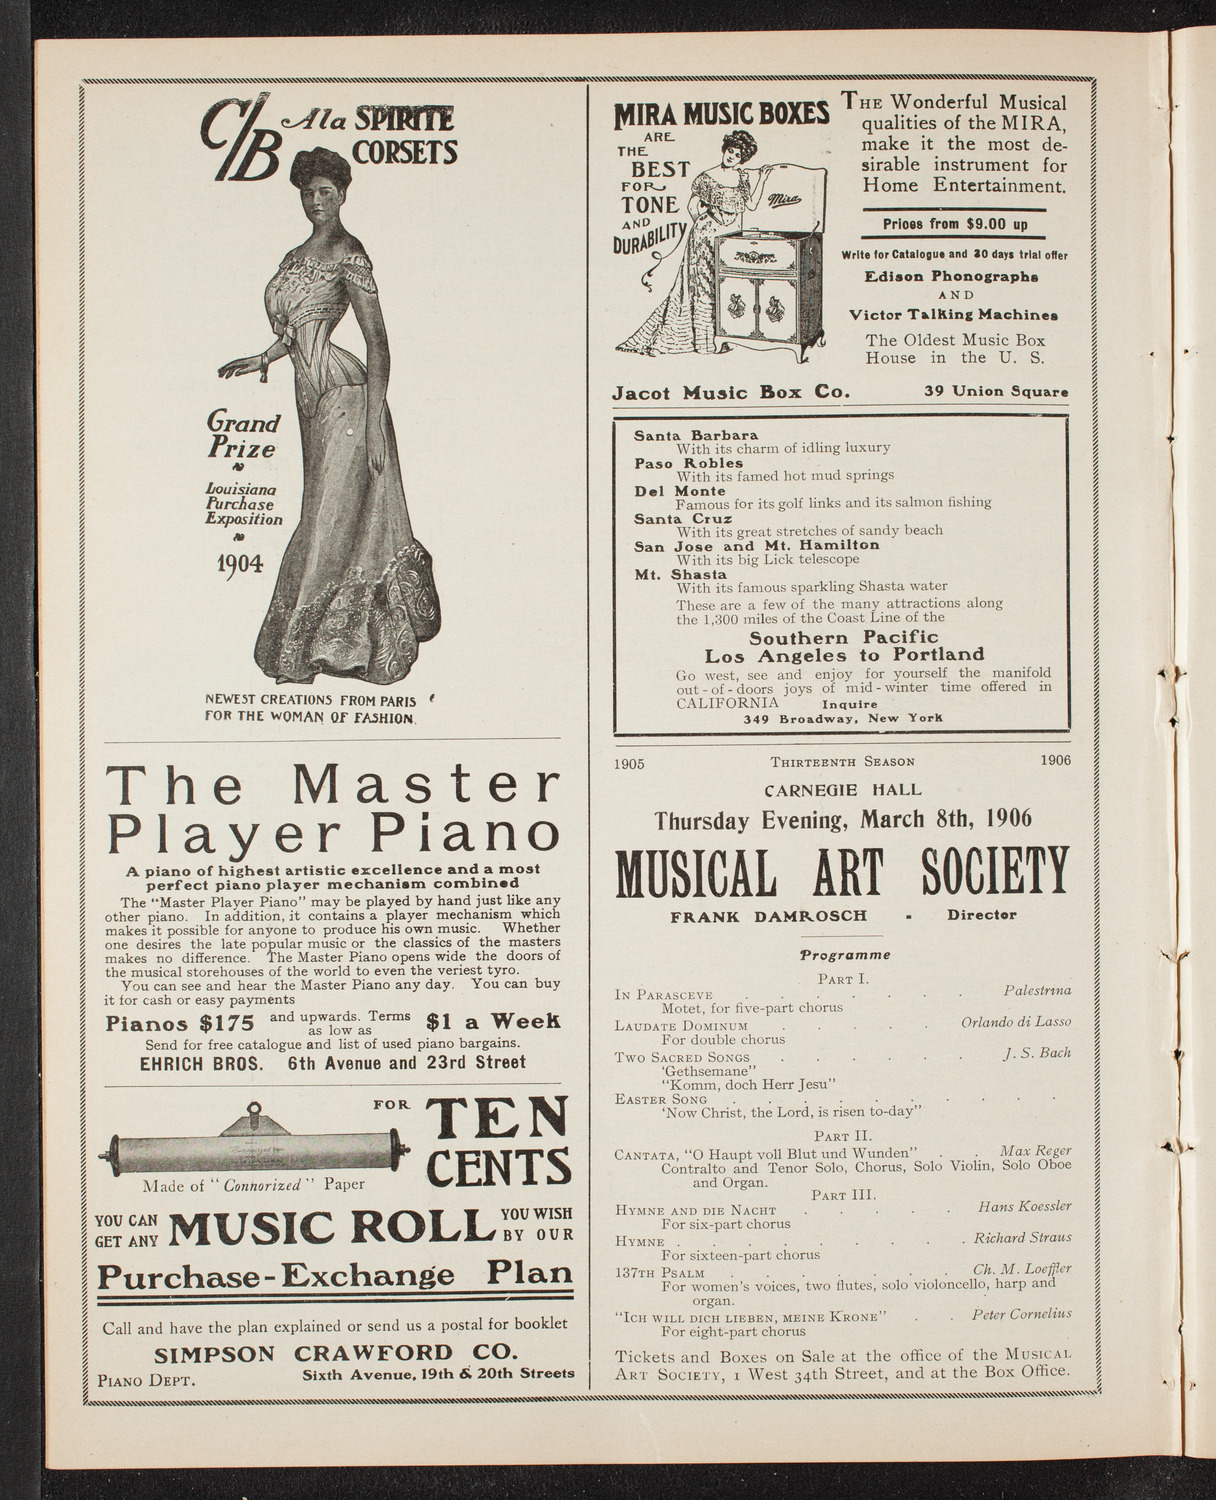 C/B Ala SPIRITE
CORSETS
Grand
Prize
Louisiana
Purchase
Exposition
1904
NEWEST CREATIONS FROM PARIS
FOR THE WOMAN OF FASHION.
The Master
Player Piano
A piano of highest artistic excellence and a most
perfect piano player mechanism combined
The "Master Player Piano" may be played by hand just like any
other piano. In addition, it contains a player mechanism which
makes it possible for anyone to produce his own music. Whether
one desires the late popular music or the classics of the masters
makes no difference. The Master Piano opens wide the doors of
the musical storehouses of the world to even the veriest tyro.
You can see and hear the Master Piano any day. You can buy
it for cash or easy payments
Pianos $175 and upwards. Terms as low as $1 a Week
Send for free catalogue and list of used piano bargains.
EHRICH BROS. 6th Avenue and 23rd Street
FOR TEN
CENTS
Made of "Connorized" Paper
YOU CAN GET ANY MUSIC ROLL YOU WISH BY OUR
Purchase-Exchange Plan
Call and have the plan explained or send us a postal for booklet
SIMPSON CRAWFORD CO.
PIANO DEPT. Sixth Avenue, 19th & 20th Streets
MIRA MUSIC BOXES
ARE
THE
BEST
FOR
TONE
AND
DURABILITY
Mira
THE Wonderful Musical
qualities of the MIRA,
make it the most de-
sirable instrument for
Home Entertainment.
Prices from $9.00 up
Write for Catalogue and 30 days trial offer
Edison Phonographs
AND
Victor Talking Machines
The Oldest Music Box
House in the U. S.
Jacot Music Box Co. 39 Union Square
Santa Barbara
With its charm of idling luxury
Paso Robles
With its famed hot mud springs
Del Monte
Famous for its golf links and its salmon fishing
Santa Cruz
With its great stretches of sandy beach
San Jose and Mt. Hamilton
With its big Lick telescope
Mt. Shasta
With its famous sparkling Shasta water
These are a few of the many attractions along
the 1,300 miles of the Coast Line of the
Southern Pacific
Los Angeles to Portland
Go west, see and enjoy for yourself the manifold
out-of-doors joys of mid-winter time offered in
CALIFORNIA Inquire
349 Broadway, New York
1905 THIRTEENTH SEASON 1906
CARNEGIE HALL
Thursday Evening, March 8th, 1906
MUSICAL ART SOCIETY
FRANK DAMROSCH - Director
Programme
PART I.
IN PARASCEVE . . . . . . . Palestrina
Motet, for five-part chorus
LAUDATE DOMINUM . . . . . Orlando di Lasso
For double chorus
TWO SACRED SONGS . . . . . . J. S. Bach
'Gethsemane"
"Komm, doch Herr Jesu"
EASTER SONG . . . . . . . . . .
'Now Christ, the Lord, is risen to-day"
PART II.
CANTATA, "O Haupt voll Blut und Wunden" . . Max Reger
Contralto and Tenor Solo, Chorus, Solo Violin, Solo Oboe
and Organ.
PART III.
HYMNE AND DIE NACHT . . . . . Hans Koessler
For six-part chorus
HYMNE . . . . . . . . . Richard Straus
For sixteen-part chorus
137TH PSALM . . . . . . . Ch. M. Loeffler
For women's voices, two flutes, solo violoncello, harp and
organ.
"ICH WILL DICH LIEBEN, MEINE KRONE" . . Peter Cornelius
For eight-part chorus
Tickets and Boxes on Sale at the office of the MUSICAL
ART SOCIETY, 1 West 34th Street, and at the Box Office.